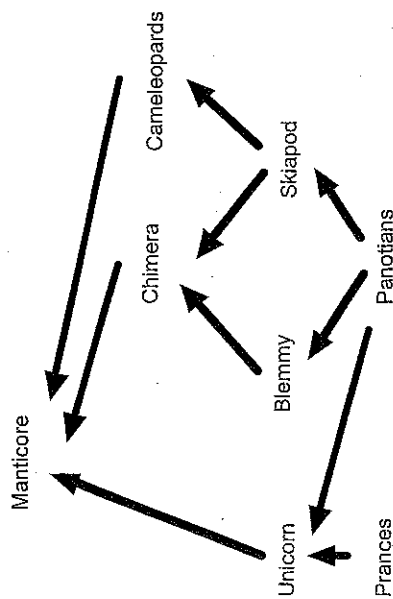 Manticore
Chimera
Cameleopards
Unicorn
Blemmy
Skiapod
Prances
Panotians